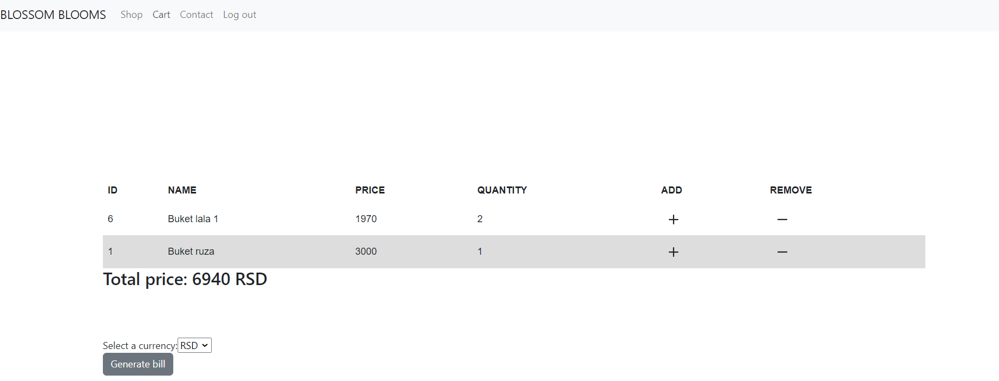 BLOSSOM BLOOMS Shop Cart Contact Log out
ID NAME PRICE QUANTITY ADD REMOVE
6 Buket lala 1 1970 2 + −
1 Buket ruza 3000 1 + −
Total price: 6940 RSD
Select a currency: RSD
Generate bill